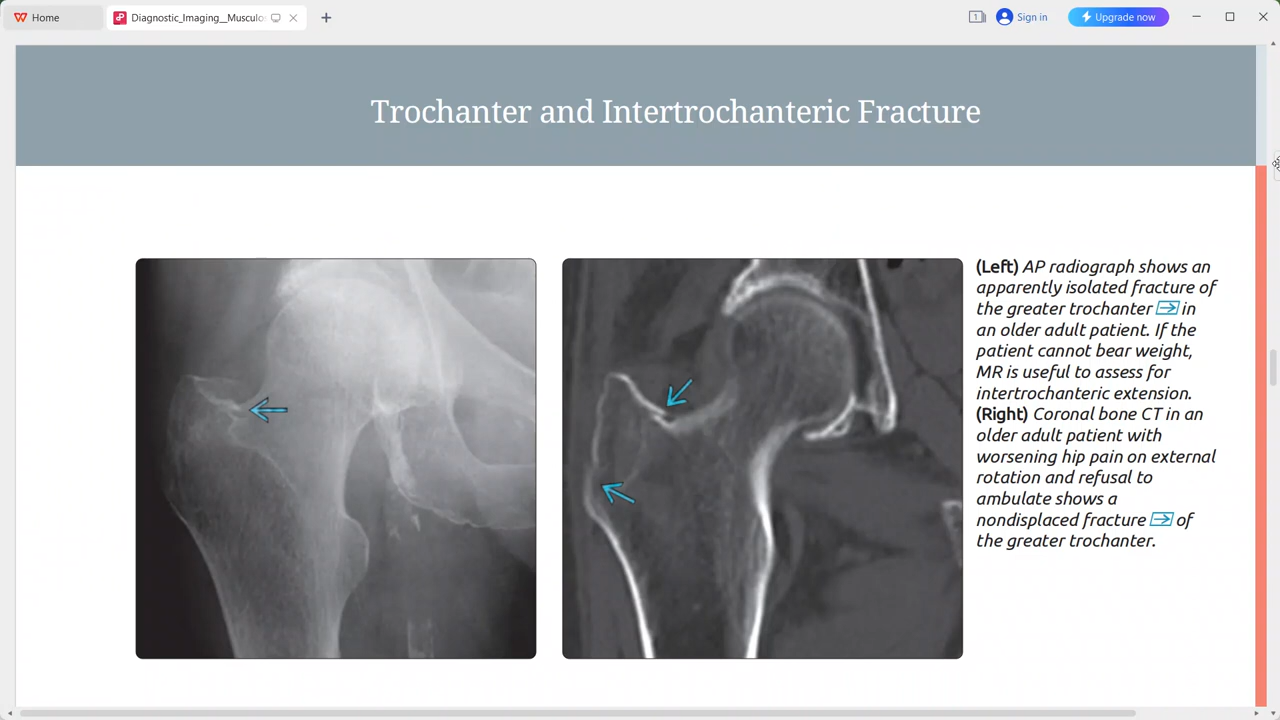 Home
Diagnostic_Imaging__Musculo
1
Sign in
Upgrade now
Trochanter and Intertrochanteric Fracture
(Left) AP radiograph shows an
apparently isolated fracture of
the greater trochanter in
an older adult patient. If the
patient cannot bear weight,
MR is useful to assess for
intertrochanteric extension.
(Right) Coronal bone CT in an
older adult patient with
worsening hip pain on external
rotation and refusal to
ambulate shows a
nondisplaced fracture of
the greater trochanter.